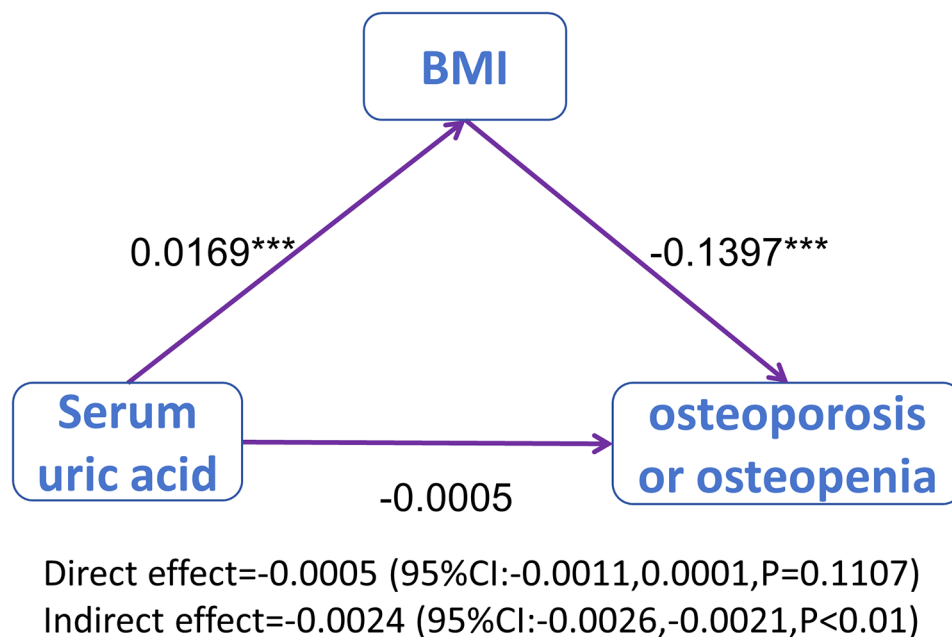 BMI
0.0169***
-0.1397***
Serum
uric acid
osteoporosis
or osteopenia
-0.0005
Direct effect=-0.0005 (95%CI:-0.0011,0.0001,P=0.1107)
Indirect effect=-0.0024 (95%CI:-0.0026,-0.0021,P<0.01)